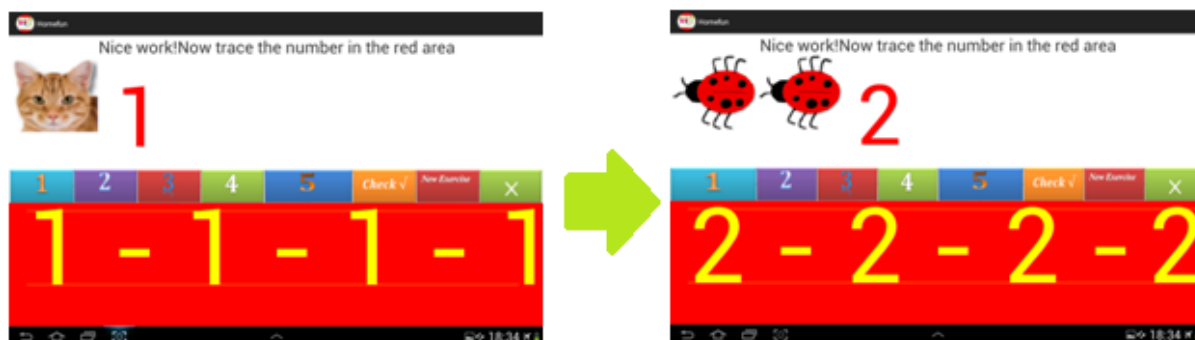 Homefun
Nice work!Now trace the number in the red area
1
1 2 3 4 5 Check √ New Exercise X
1 - 1 - 1 - 1
18:34
Homefun
Nice work!Now trace the number in the red area
2
1 2 3 4 5 Check √ New Exercise X
2 - 2 - 2 - 2
18:34